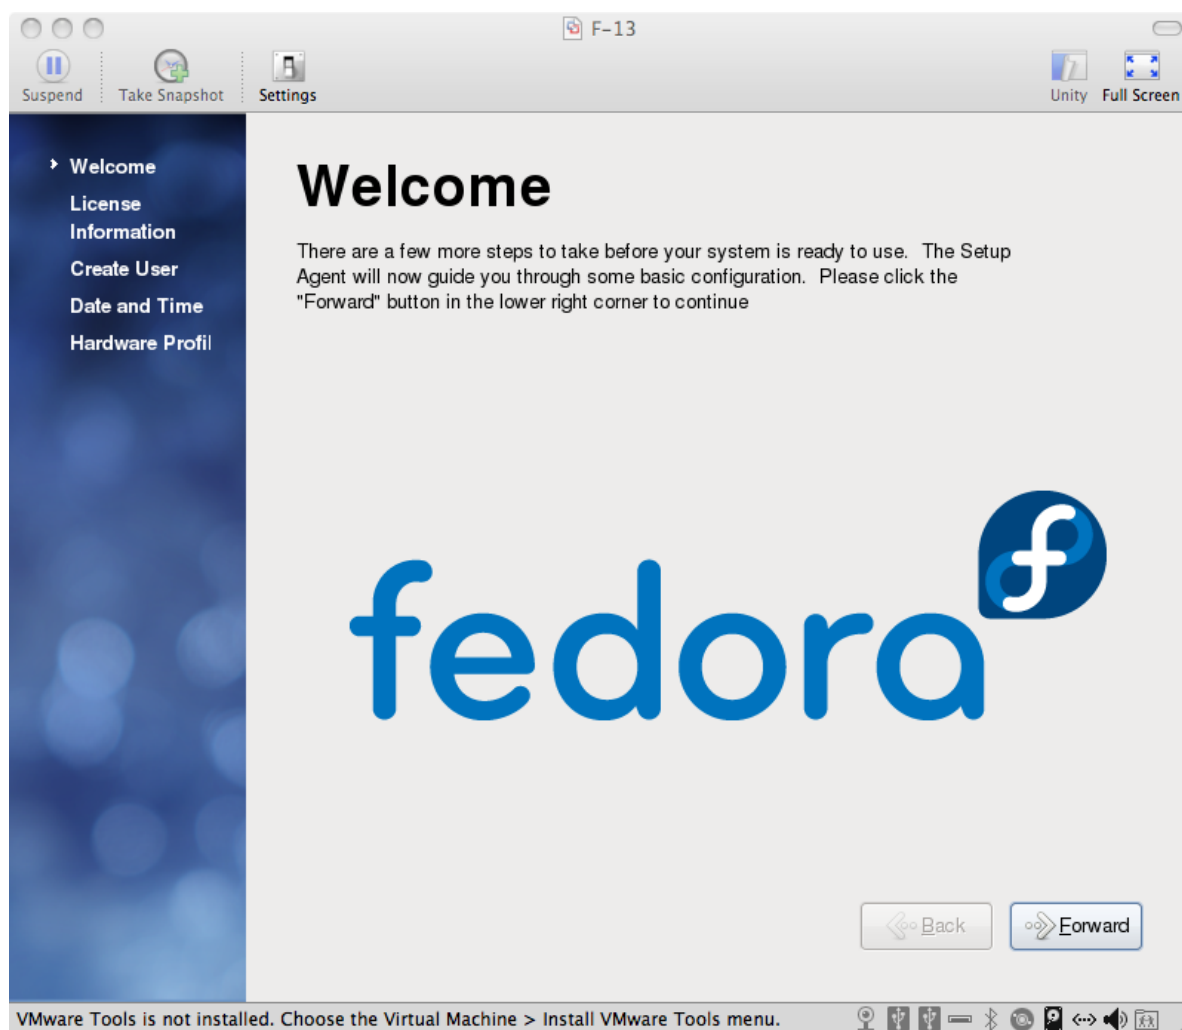 F-13
Suspend
Take Snapshot
Settings
Unity
Full Screen
Welcome
License
Information
Create User
Date and Time
Hardware Profil
Welcome
There are a few more steps to take before your system is ready to use.  The Setup
Agent will now guide you through some basic configuration.  Please click the
"Forward" button in the lower right corner to continue
fedora
Back
Forward
VMware Tools is not installed. Choose the Virtual Machine > Install VMware Tools menu.